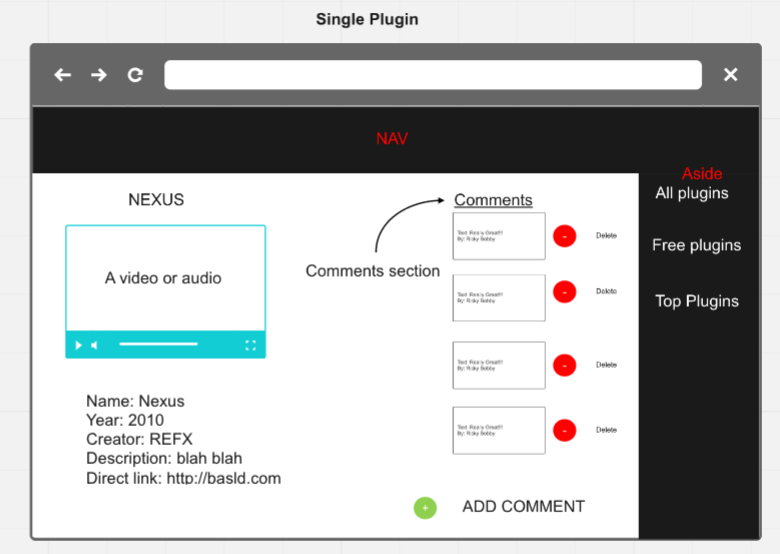 Single Plugin
NAV
Aside
All plugins
Free plugins
Top Plugins
NEXUS
A video or audio
Name: Nexus
Year: 2010
Creator: REFX
Description: blah blah
Direct link: http://basld.com
Comments section
Comments
Text: Really Great!!!
By: Ricky Bobby
-
Delete
Text: Really Great!!!
By: Ricky Bobby
-
Delete
Text: Really Great!!!
By: Ricky Bobby
-
Delete
Text: Really Great!!!
By: Ricky Bobby
-
Delete
+
ADD COMMENT